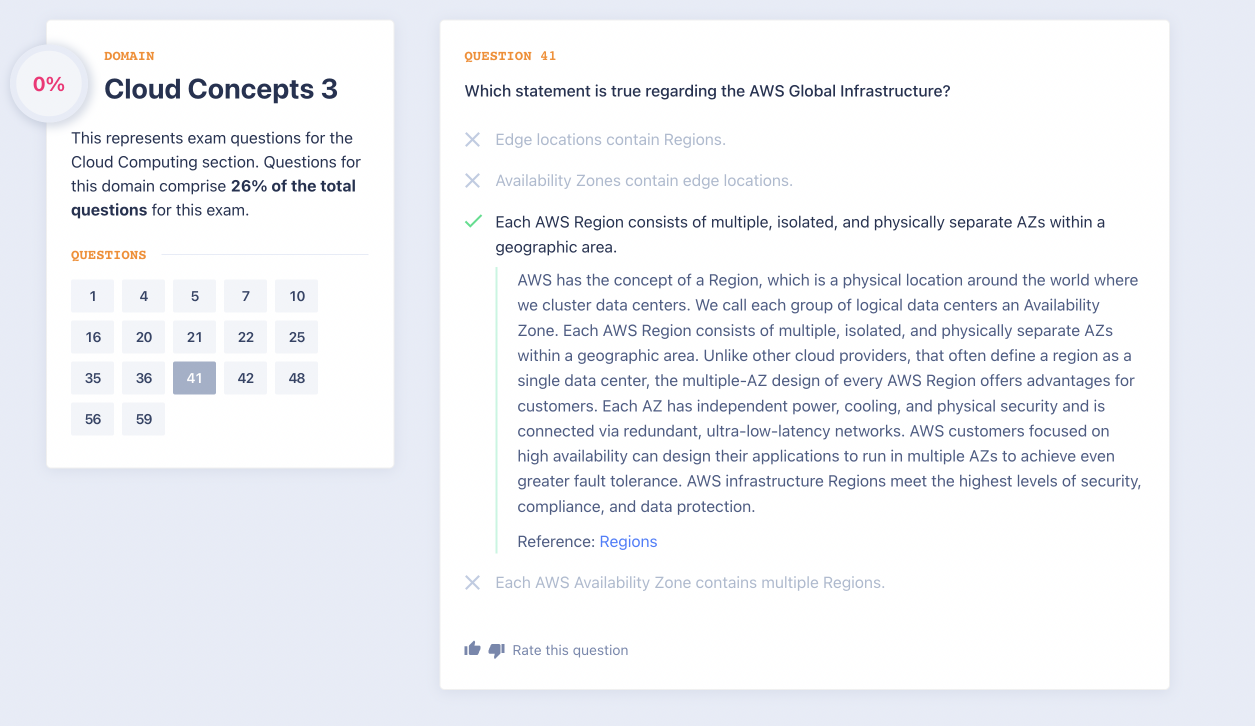 0%
DOMAIN
Cloud Concepts 3
This represents exam questions for the
Cloud Computing section. Questions for
this domain comprise 26% of the total
questions for this exam.
QUESTIONS
1 4 5 7 10
16 20 21 22 25
35 36 41 42 48
56 59
QUESTION 41
Which statement is true regarding the AWS Global Infrastructure?
Edge locations contain Regions.
Availability Zones contain edge locations.
Each AWS Region consists of multiple, isolated, and physically separate AZs within a
geographic area.
AWS has the concept of a Region, which is a physical location around the world where
we cluster data centers. We call each group of logical data centers an Availability
Zone. Each AWS Region consists of multiple, isolated, and physically separate AZs
within a geographic area. Unlike other cloud providers, that often define a region as a
single data center, the multiple-AZ design of every AWS Region offers advantages for
customers. Each AZ has independent power, cooling, and physical security and is
connected via redundant, ultra-low-latency networks. AWS customers focused on
high availability can design their applications to run in multiple AZs to achieve even
greater fault tolerance. AWS infrastructure Regions meet the highest levels of security,
compliance, and data protection.
Reference: Regions
Each AWS Availability Zone contains multiple Regions.
Rate this question